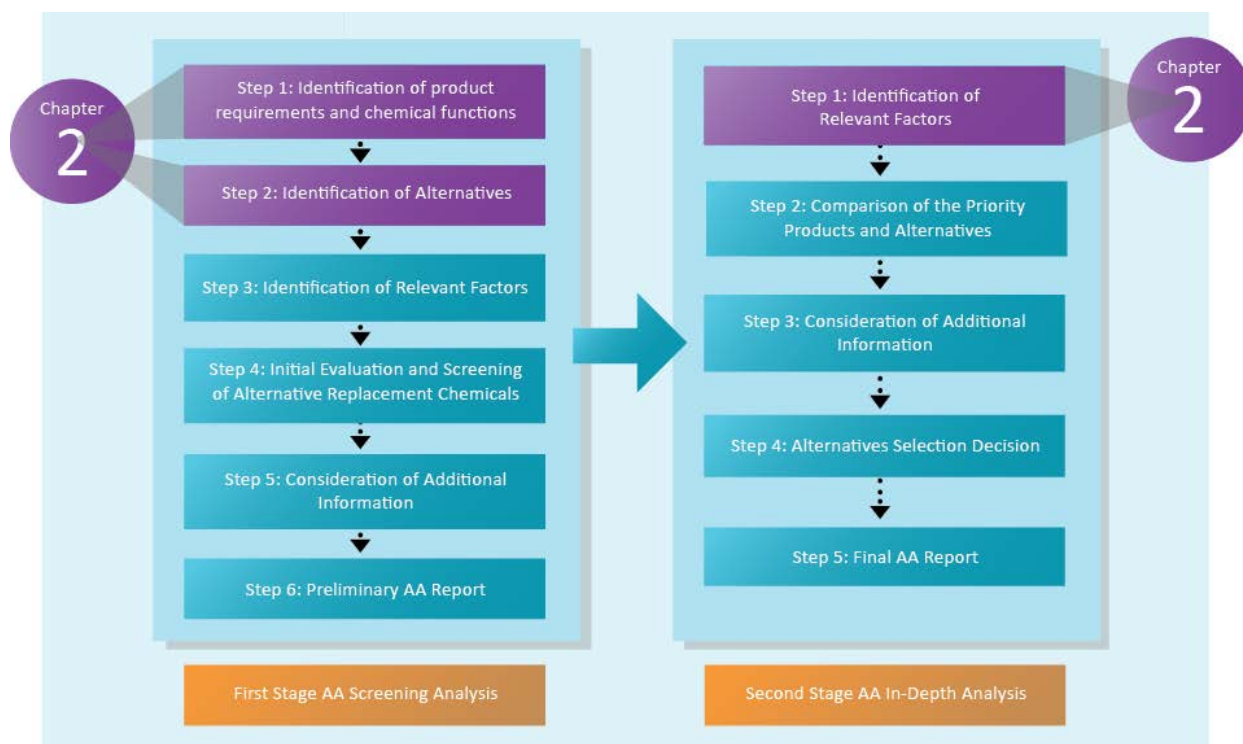 Chapter
2
Step 1: Identification of product
requirements and chemical functions
Step 2: Identification of Alternatives
Step 3: Identification of Relevant Factors
Step 4: Initial Evaluation and Screening
of Alternative Replacement Chemicals
Step 5: Consideration of Additional
Information
Step 6: Preliminary AA Report
First Stage AA Screening Analysis
Chapter
2
Step 1: Identification of
Relevant Factors
Step 2: Comparison of the Priority
Products and Alternatives
Step 3: Consideration of Additional
Information
Step 4: Alternatives Selection Decision
Step 5: Final AA Report
Second Stage AA In-Depth Analysis